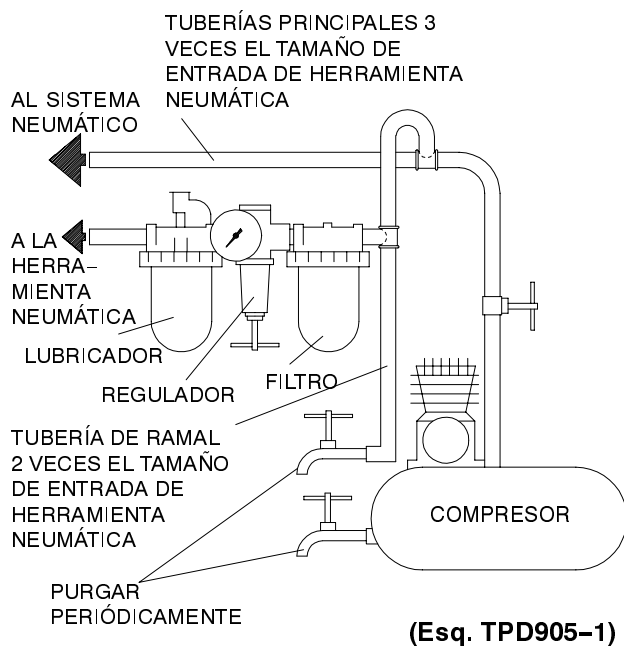 TUBERÍAS PRINCIPALES 3
VECES EL TAMAÑO DE
ENTRADA DE HERRAMIENTA
NEUMÁTICA
AL SISTEMA
NEUMÁTICO
A LA
HERRA–
MIENTA
NEUMÁTICA
LUBRICADOR
REGULADOR
FILTRO
TUBERÍA DE RAMAL
2 VECES EL TAMAÑO
DE ENTRADA DE
HERRAMIENTA
NEUMÁTICA
COMPRESOR
PURGAR
PERIÓDICAMENTE
(Esq. TPD905–1)